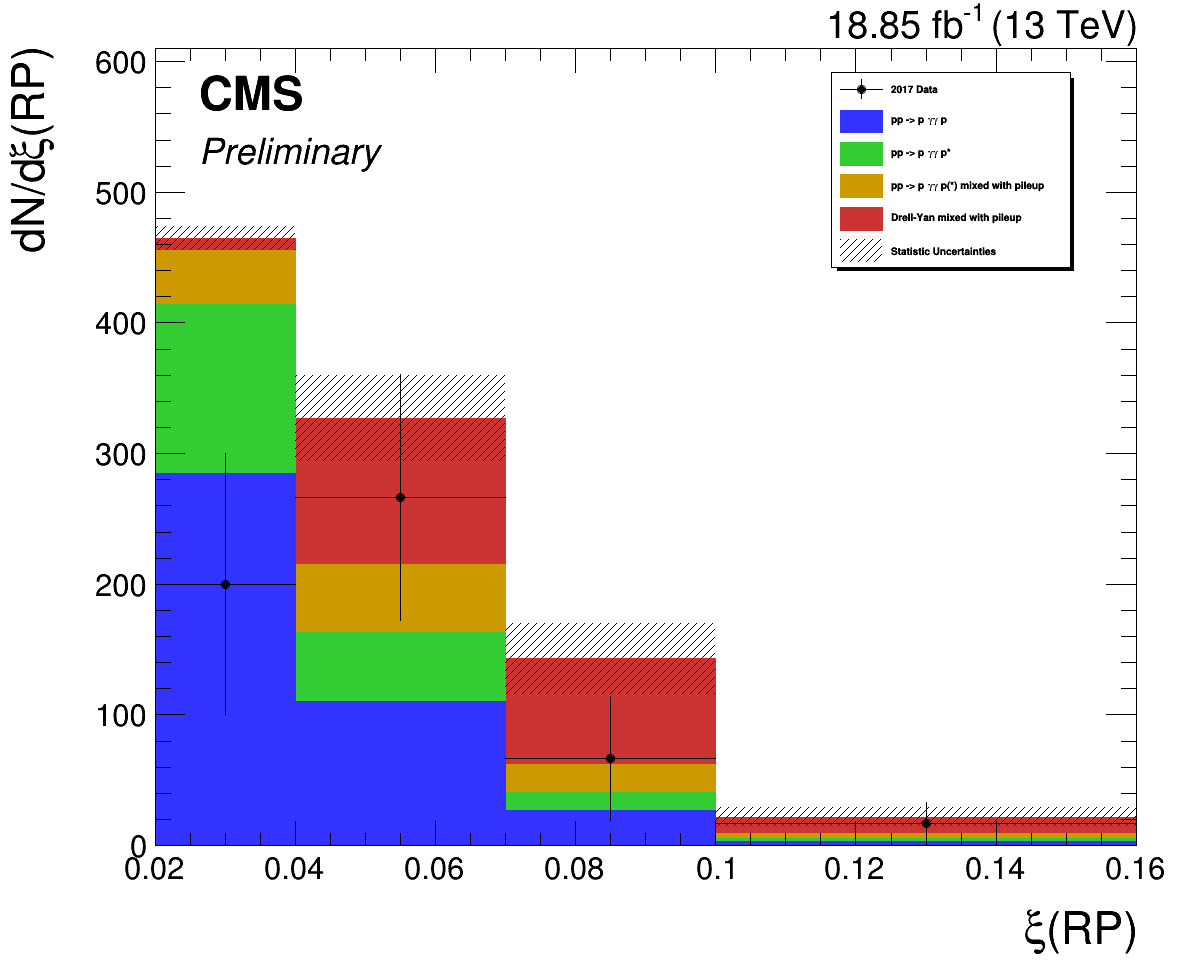 18.85 fb⁻¹ (13 TeV)
dN/dξ(RP)
CMS
Preliminary
2017 Data
pp -> p γγ p
pp -> p γγ p*
pp -> p γγ p(*) mixed with pileup
Drell-Yan mixed with pileup
Statistic Uncertainties
600
500
400
300
200
100
0
0.02 0.04 0.06 0.08 0.1 0.12 0.14 0.16
ξ(RP)